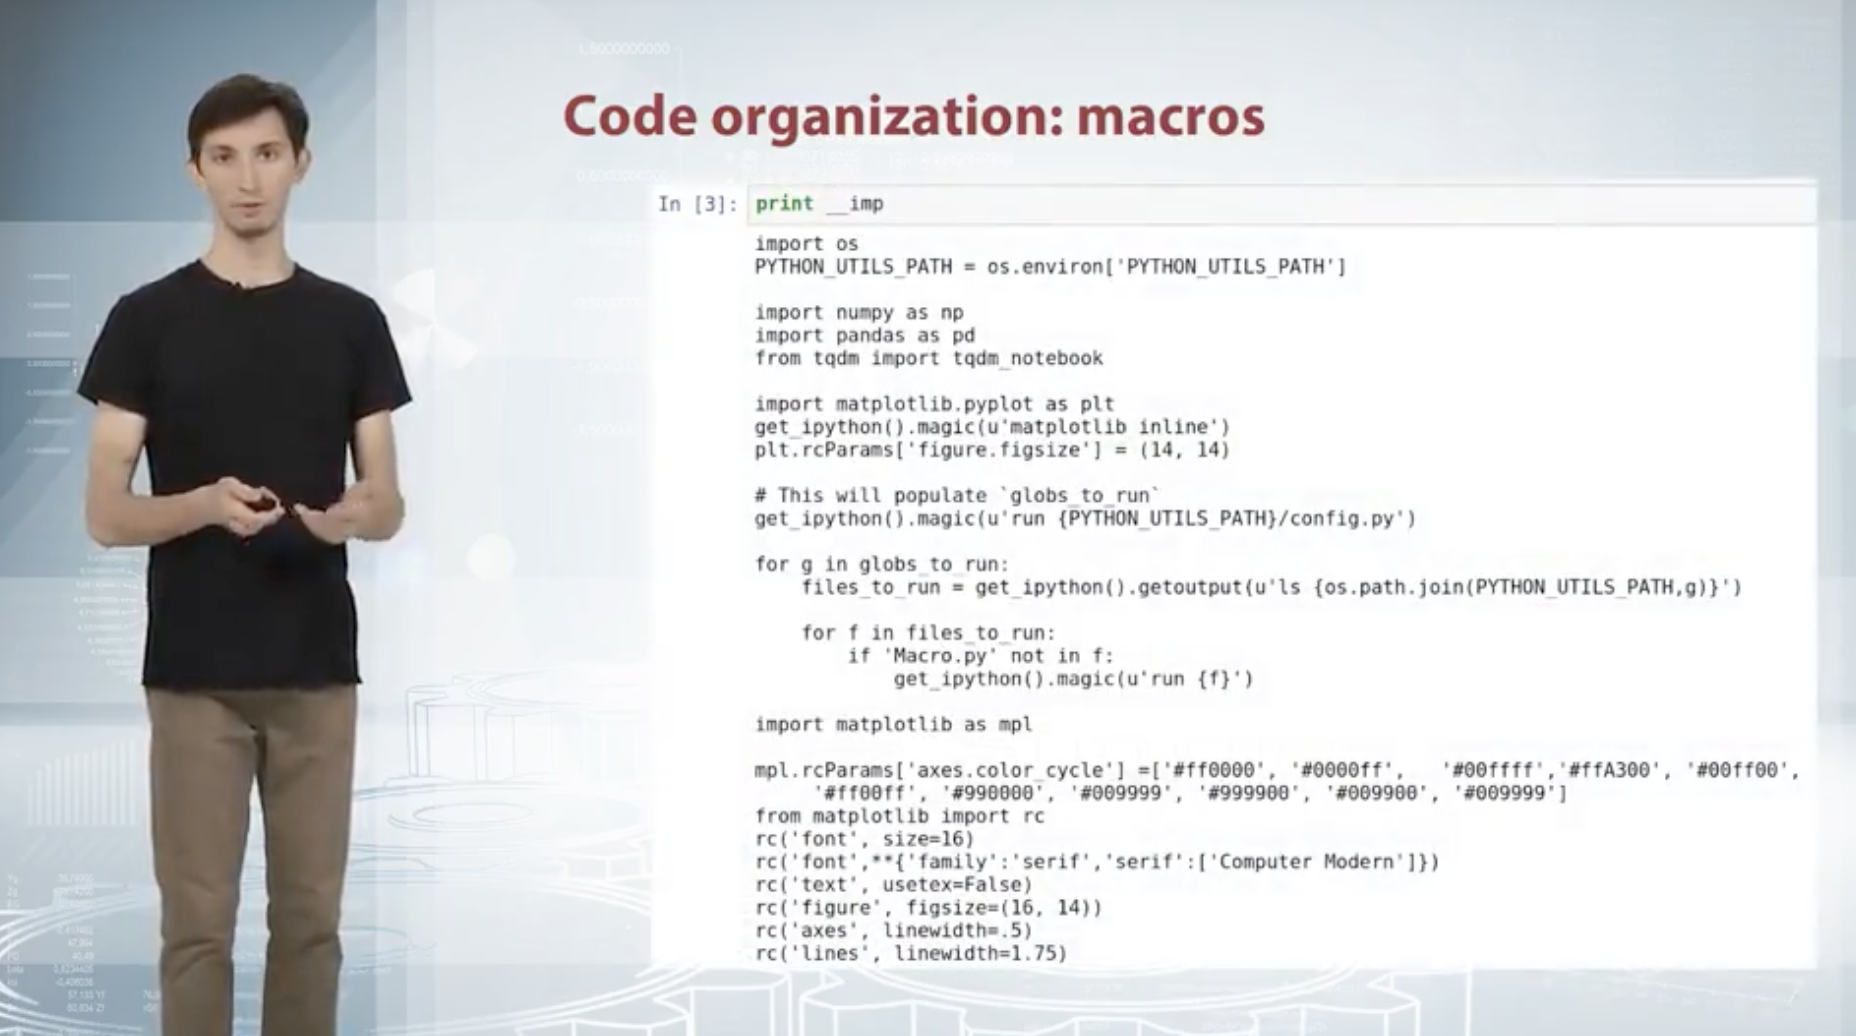 1.5000000000
Code organization: macros
In [3]: print __imp
import os
PYTHON_UTILS_PATH = os.environ['PYTHON_UTILS_PATH']
import numpy as np
import pandas as pd
from tqdm import tqdm_notebook
import matplotlib.pyplot as plt
get_ipython().magic(u'matplotlib inline')
plt.rcParams['figure.figsize'] = (14, 14)
# This will populate `globs_to_run`
get_ipython().magic(u'run {PYTHON_UTILS_PATH}/config.py')
for g in globs_to_run:
    files_to_run = get_ipython().getoutput(u'ls {os.path.join(PYTHON_UTILS_PATH,g)}')
    for f in files_to_run:
        if 'Macro.py' not in f:
            get_ipython().magic(u'run {f}')
import matplotlib as mpl
mpl.rcParams['axes.color_cycle'] =['#ff0000', '#0000ff',   '#00ffff','#ffA300', '#00ff00',
     '#ff00ff', '#990000', '#009999', '#999900', '#009900', '#009999']
from matplotlib import rc
rc('font', size=16)
rc('font',**{'family':'serif','serif':['Computer Modern']})
rc('text', usetex=False)
rc('figure', figsize=(16, 14))
rc('axes', linewidth=.5)
rc('lines', linewidth=1.75)